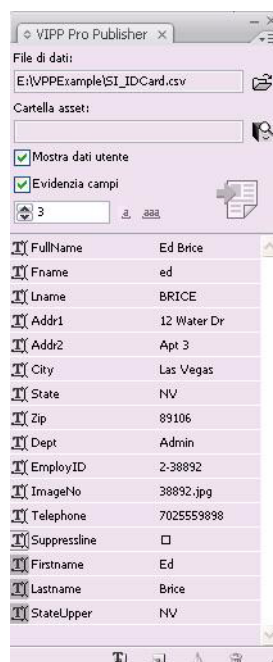 VIPP Pro Publisher
File di dati:
E:\VPPExample\SI_IDCard.csv
Cartella asset:
Mostra dati utente
Evidenzia campi
3 a aaa
FullName Ed Brice
Fname ed
Lname BRICE
Addr1 12 Water Dr
Addr2 Apt 3
City Las Vegas
State NV
Zip 89106
Dept Admin
EmployID 2-38892
ImageNo 38892.jpg
Telephone 7025559898
Suppressline
Firstname Ed
Lastname Brice
StateUpper NV